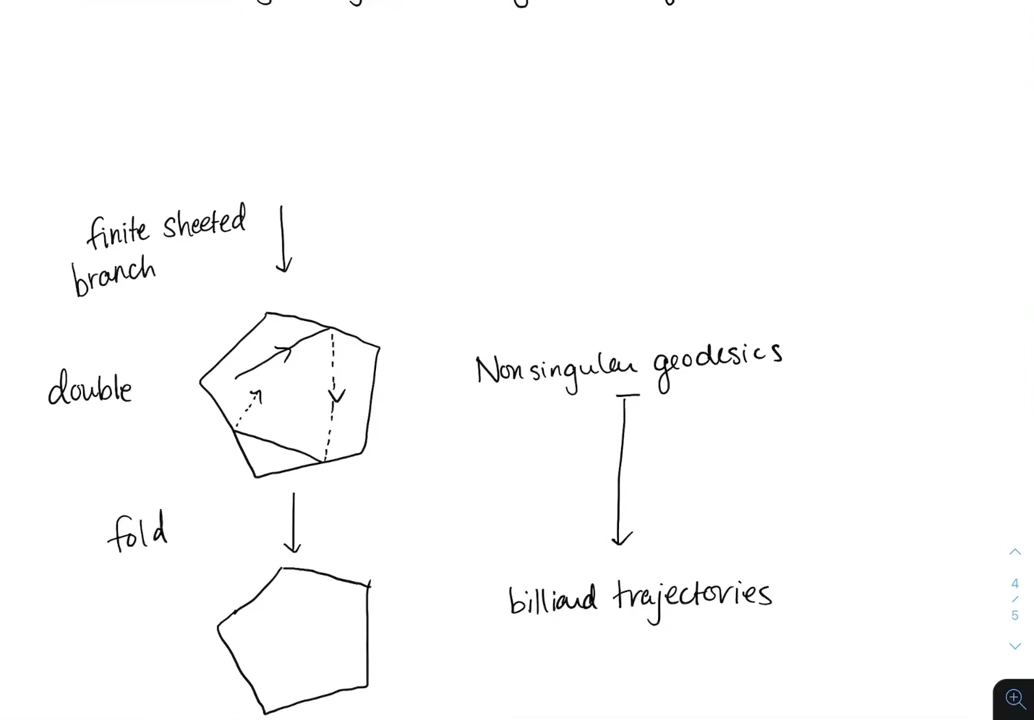 finite sheeted
branch
double
Nonsingular geodesics
fold
billiard trajectories
4
/
5